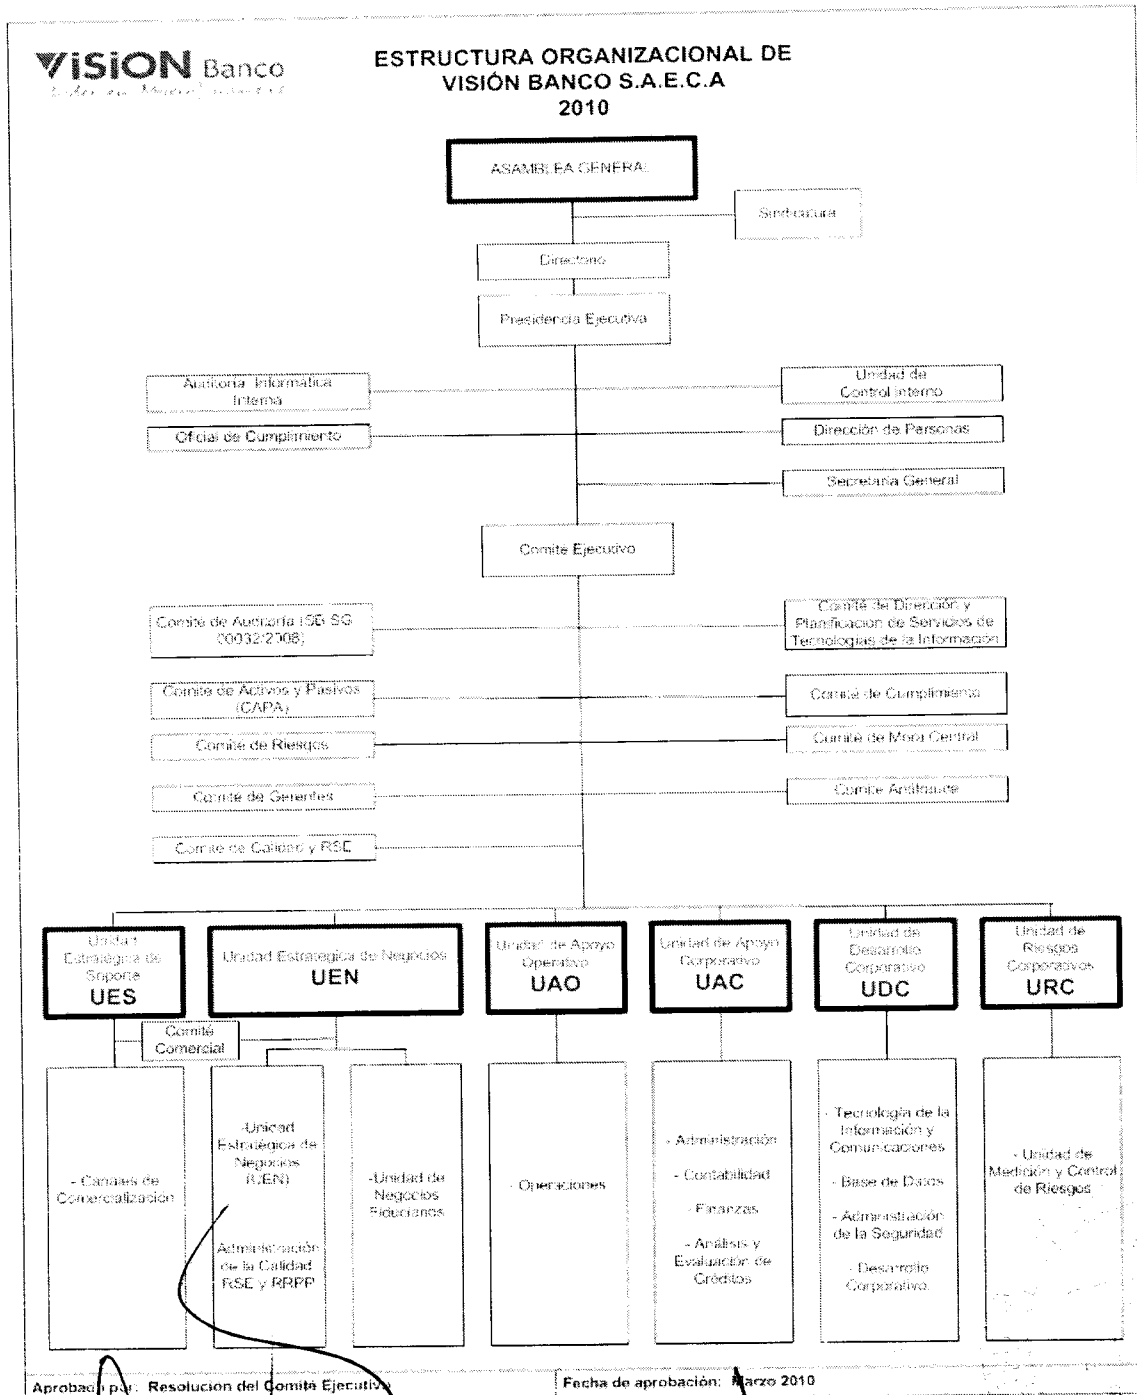 ViSiON Banco
ESTRUCTURA ORGANIZACIONAL DE
VISIÓN BANCO S.A.E.C.A
2010
ASAMBLEA GENERAL
Sindicatura
Directorio
Presidencia Ejecutiva
Auditoría Informática
Interna
Unidad de
Control Interno
Oficial de Cumplimiento
Dirección de Personas
Secretaría General
Comité Ejecutivo
Comité de Auditoría (SB SG
00032/2008)
Comité de Dirección y
Planificación de Servicios de
Tecnologías de la Información
Comité de Activos y Pasivos
(CAPA)
Comité de Cumplimiento
Comité de Riesgos
Comité de Mora Central
Comité de Gerentes
Comité Antifraude
Comité de Calidad y RSE
Unidad
Estratégica de
Soporte
UES
Unidad Estratégica de Negocios
UEN
Unidad de Apoyo
Operativo
UAO
Unidad de Apoyo
Corporativo
UAC
Unidad de
Desarrollo
Corporativo
UDC
Unidad de
Riesgos
Corporativos
URC
Comité
Comercial
- Canales de
Comercialización
-Unidad
Estratégica de
Negocios
(UEN)
Administración
de la Calidad
RSE y RRPP
-Unidad de
Negocios
Fiduciarios
- Operaciones
- Administración
- Contabilidad
- Finanzas
- Análisis y
Evaluación de
Créditos
- Tecnología de la
Información y
Comunicaciones
- Base de Datos
- Administración
de la Seguridad
- Desarrollo
Corporativo.
- Unidad de
Medición y Control
de Riesgos
Aprobado por: Resolucion del Comité Ejecutivo
Fecha de aprobación: Marzo 2010